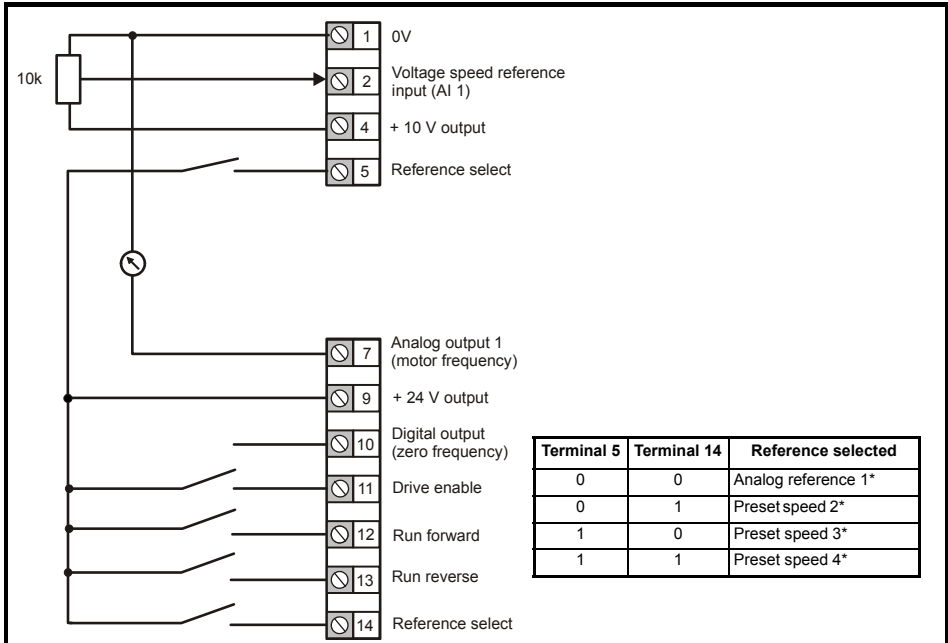 1 0V
10k
2 Voltage speed reference
input (AI 1)
4 + 10 V output
5 Reference select
7 Analog output 1
(motor frequency)
9 + 24 V output
10 Digital output
(zero frequency)
11 Drive enable
12 Run forward
13 Run reverse
14 Reference select
Terminal 5 Terminal 14 Reference selected
0 0 Analog reference 1*
0 1 Preset speed 2*
1 0 Preset speed 3*
1 1 Preset speed 4*